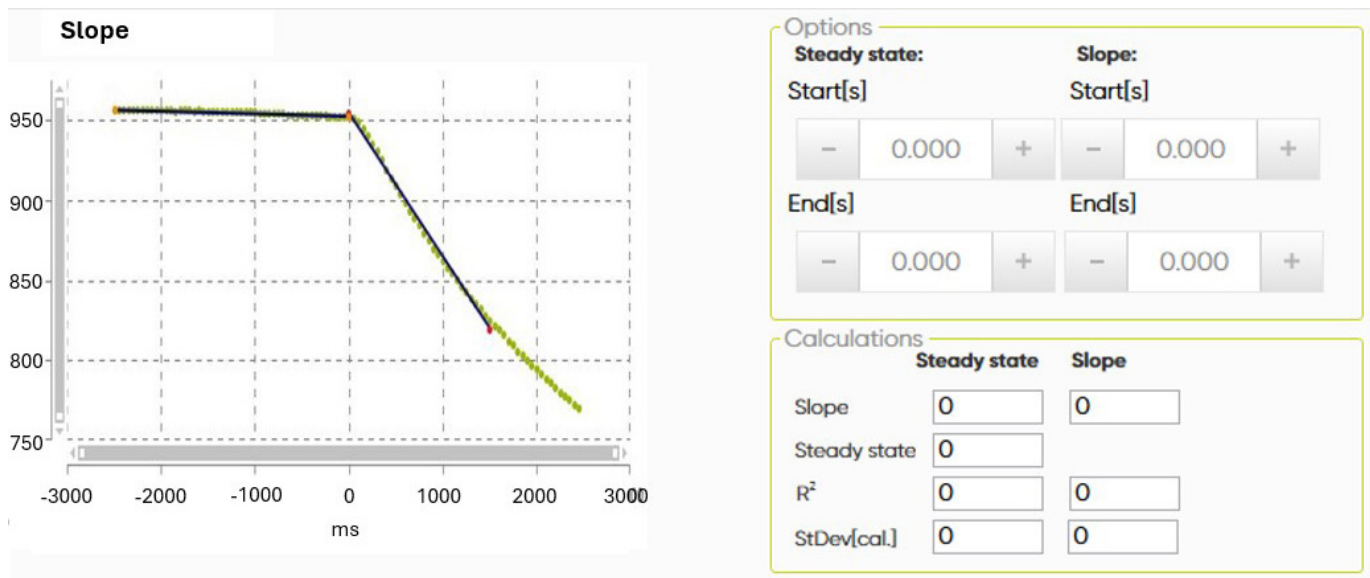 Slope
950
900
850
800
750
-3000 -2000 -1000 0 1000 2000 3000
ms
Options
Steady state: Slope:
Start[s] Start[s]
− 0.000 + − 0.000 +
End[s] End[s]
− 0.000 + − 0.000 +
Calculations
Steady state Slope
Slope 0 0
Steady state 0
R² 0 0
StDev[cal.] 0 0